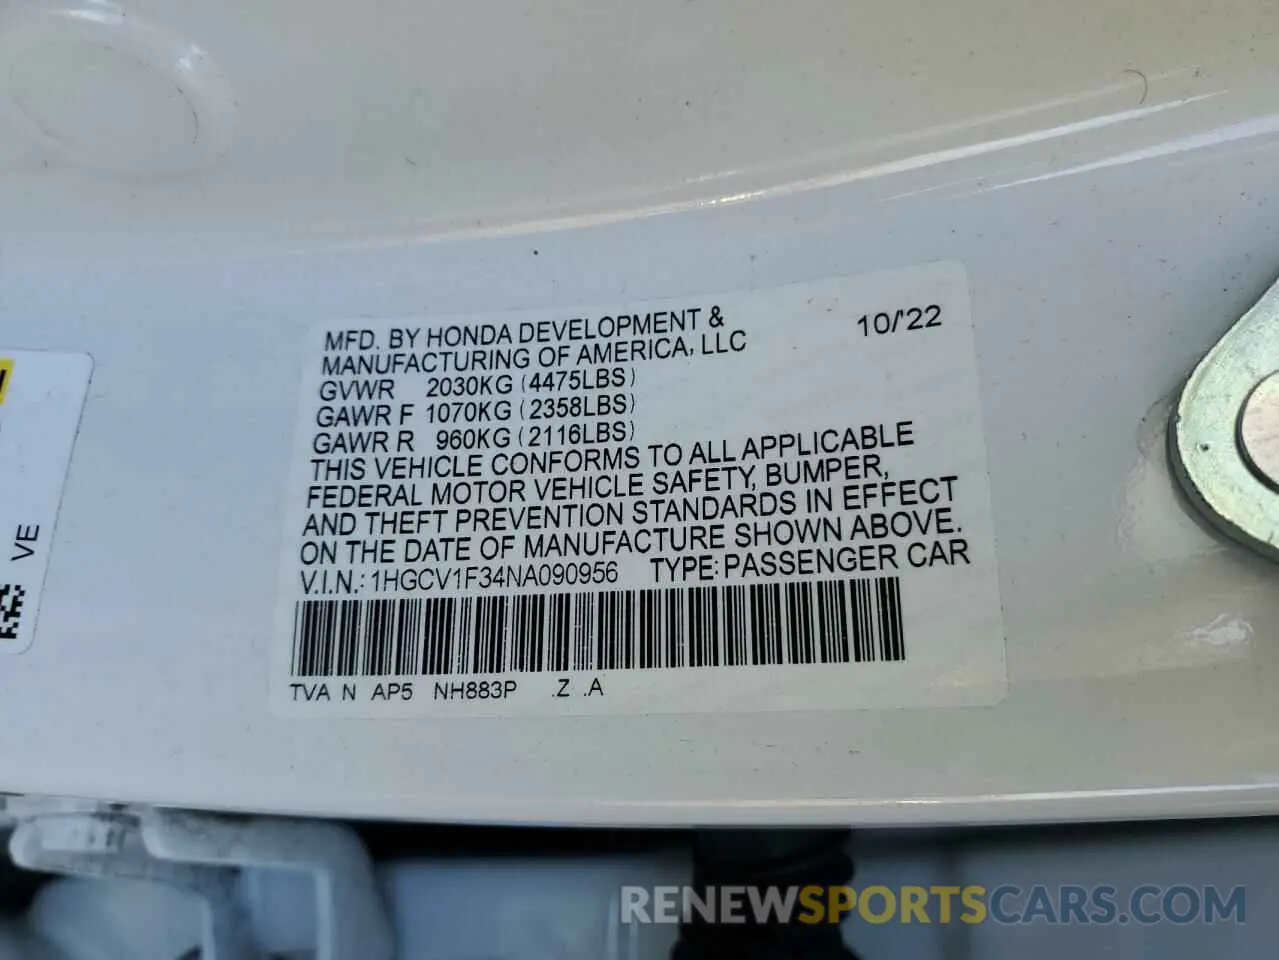 MFD. BY HONDA DEVELOPMENT & 10/'22
MANUFACTURING OF AMERICA, LLC
GVWR 2030KG (4475LBS)
GAWR F 1070KG (2358LBS)
GAWR R 960KG (2116LBS)
THIS VEHICLE CONFORMS TO ALL APPLICABLE
FEDERAL MOTOR VEHICLE SAFETY, BUMPER,
AND THEFT PREVENTION STANDARDS IN EFFECT
ON THE DATE OF MANUFACTURE SHOWN ABOVE.
V.I.N.: 1HGCV1F34NA090956 TYPE: PASSENGER CAR
TVA N AP5 NH883P .Z .A
VE
RENEWSPORTSCARS.COM